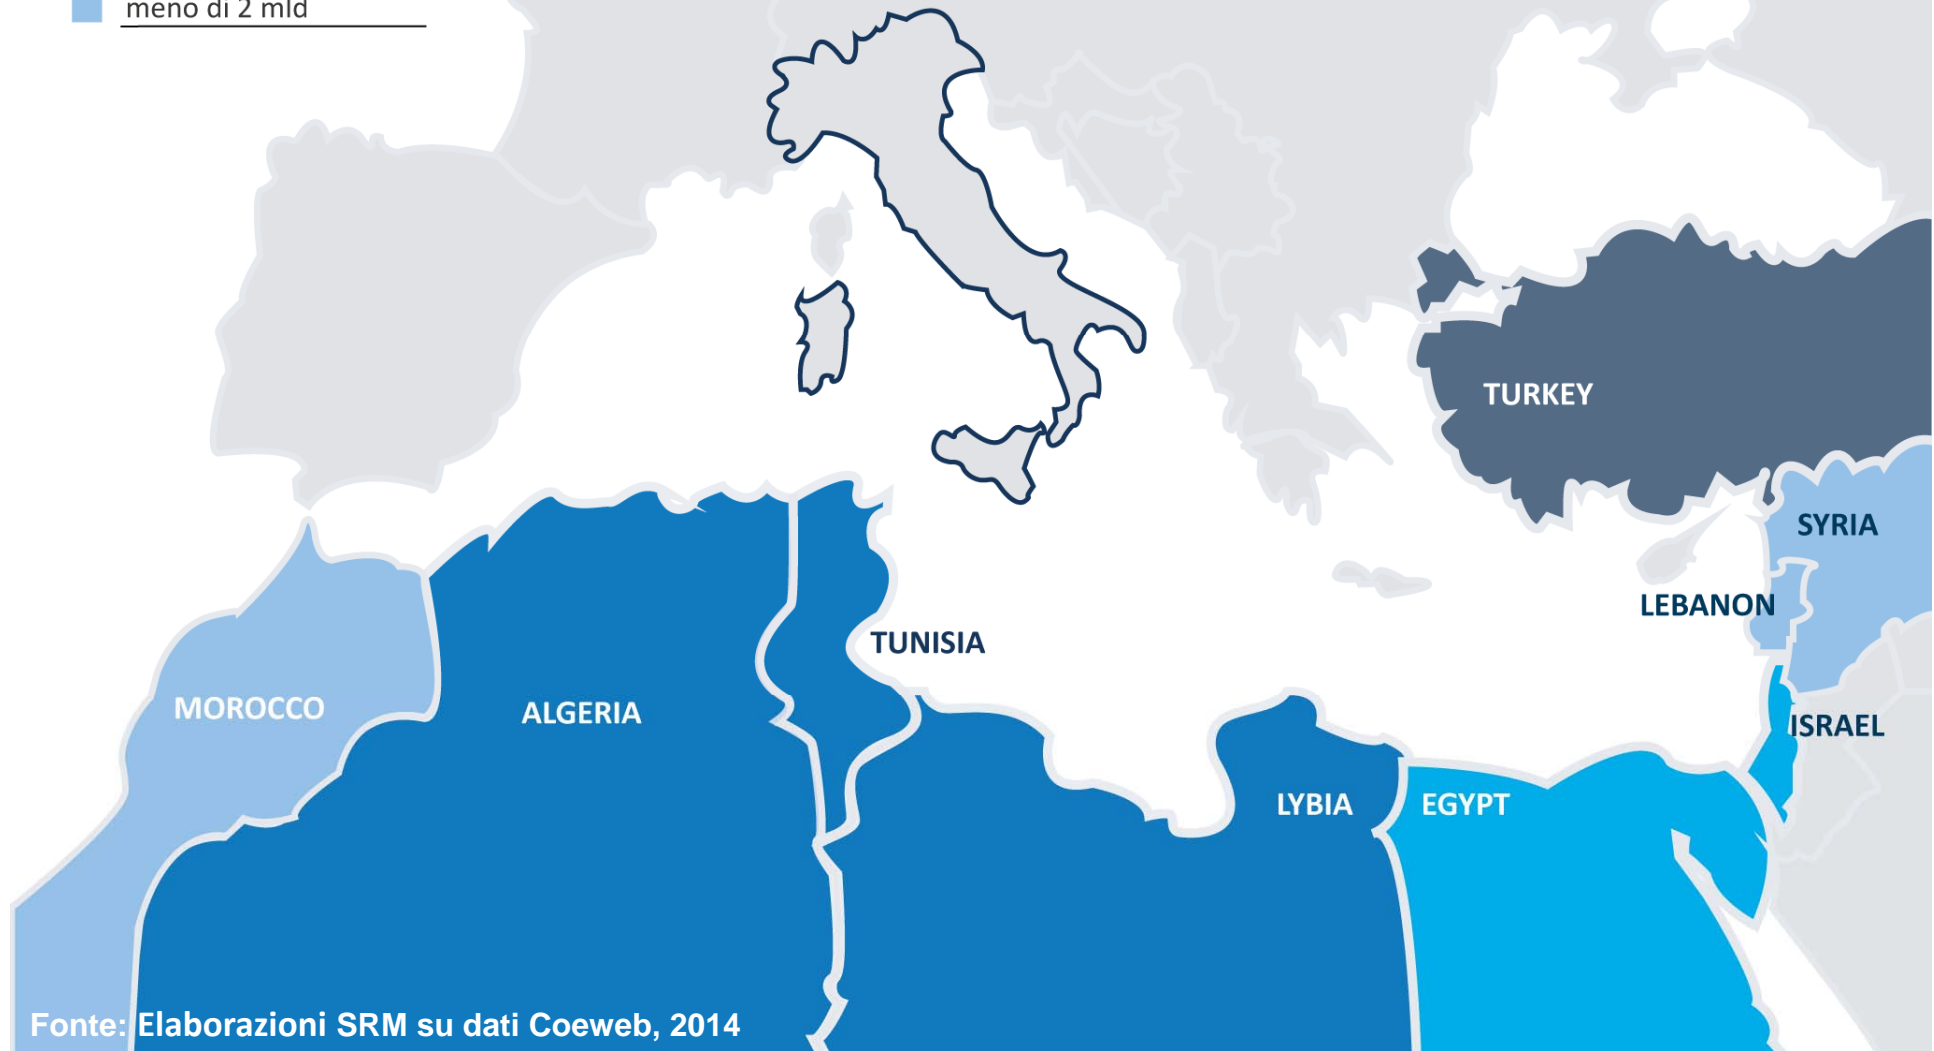 meno di 2 mld
TURKEY
SYRIA
LEBANON
TUNISIA
MOROCCO
ALGERIA
ISRAEL
LYBIA
EGYPT
Fonte: Elaborazioni SRM su dati Coeweb, 2014